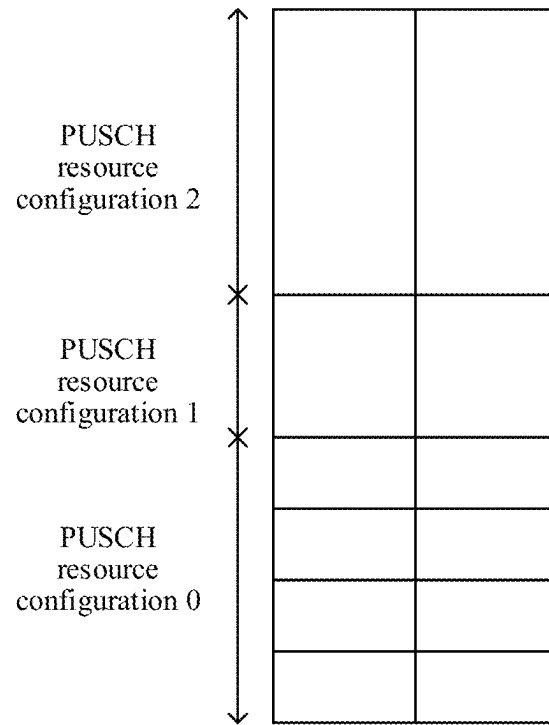 PUSCH
resource
configuration 2
PUSCH
resource
configuration 1
PUSCH
resource
configuration 0